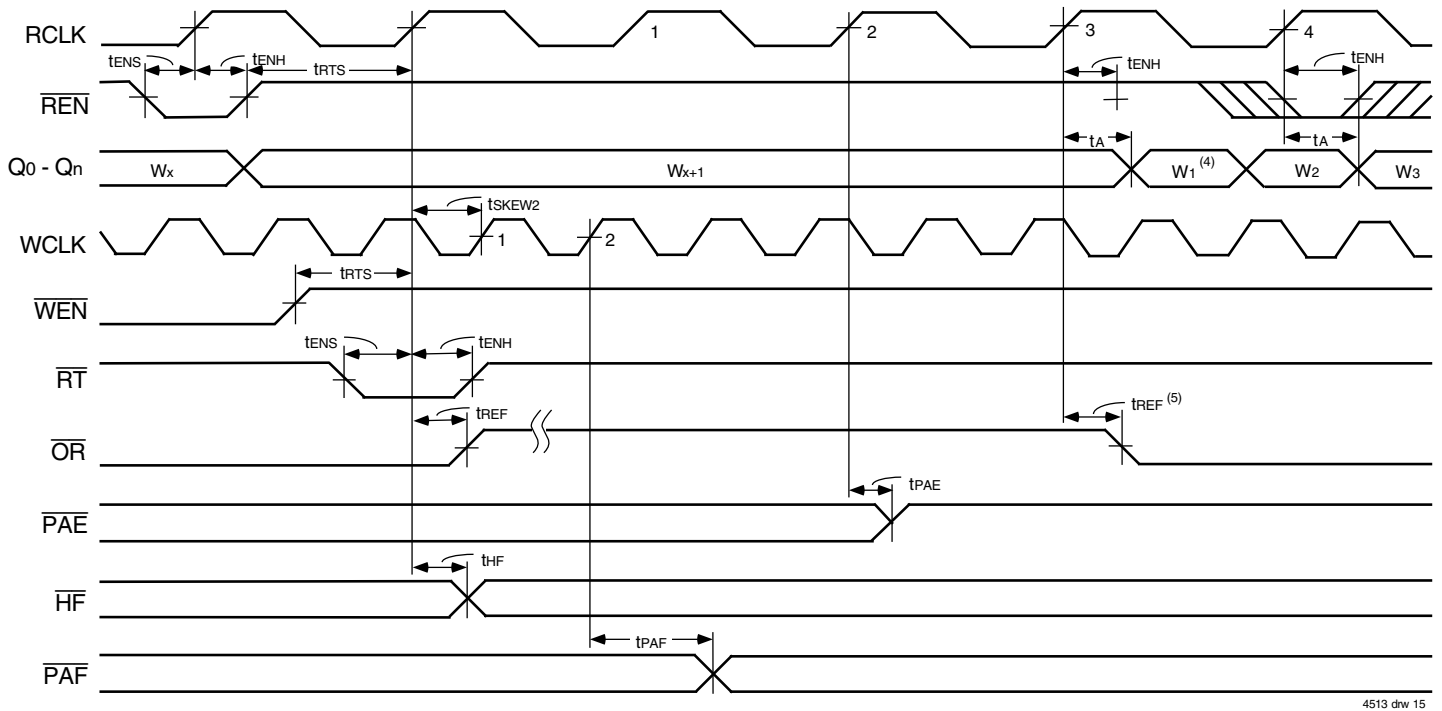 RCLK 1 2 3 4
tENS tENH tRTS tENH tENH
REN
tA tA
Q0 - Qn Wx Wx+1 W1 (4) W2 W3
tSKEW2
WCLK 1 2
tRTS
WEN
tENS tENH
RT
tREF tREF (5)
OR
tPAE
PAE
tHF
HF
tPAF
PAF
4513 drw 15